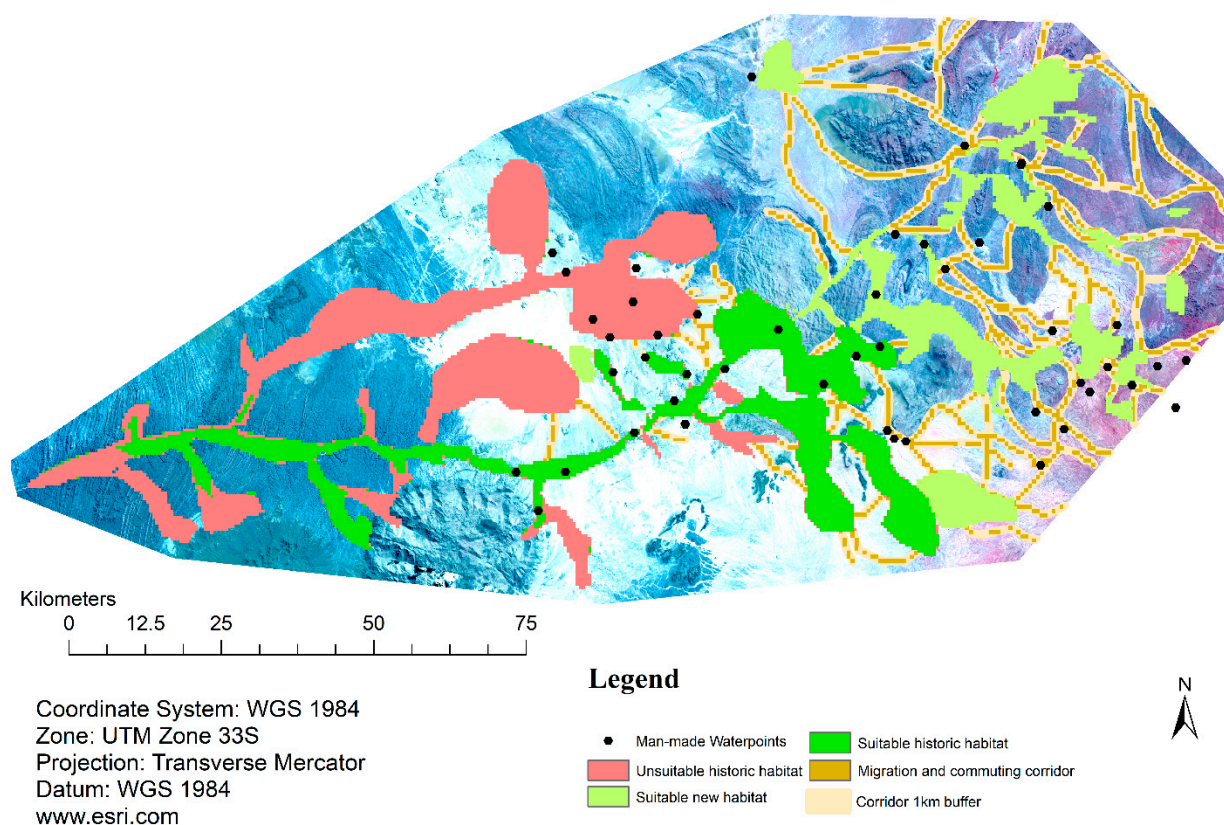 Kilometers
0 12.5 25 50 75
Coordinate System: WGS 1984
Zone: UTM Zone 33S
Projection: Transverse Mercator
Datum: WGS 1984
www.esri.com
Legend
Man-made Waterpoints
Unsuitable historic habitat
Suitable new habitat
Suitable historic habitat
Migration and commuting corridor
Corridor 1km buffer
N